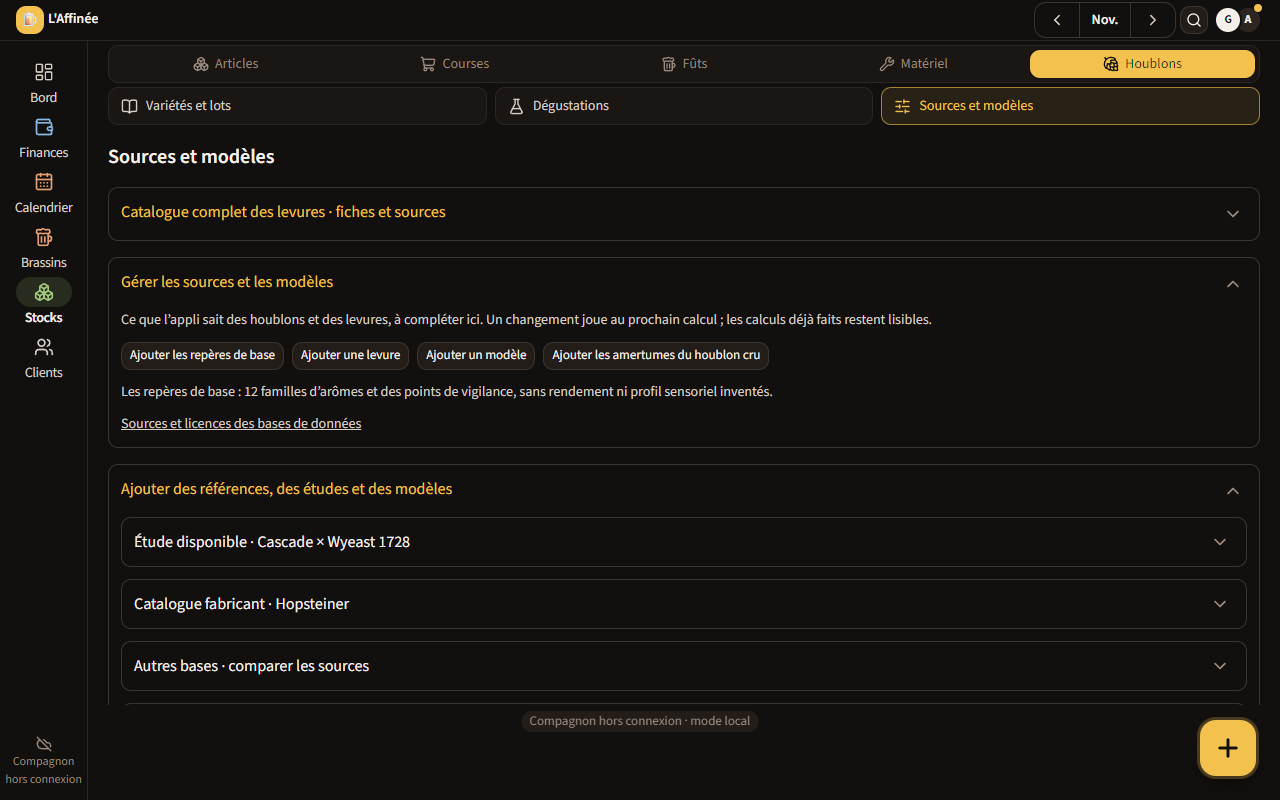 L'Affinée
Nov.
G
A
Bord
Finances
Calendrier
Brassins
Stocks
Clients
Compagnon
hors connexion
Articles
Courses
Fûts
Matériel
Houblons
Variétés et lots
Dégustations
Sources et modèles
Sources et modèles
Catalogue complet des levures · fiches et sources
Gérer les sources et les modèles
Ce que l’appli sait des houblons et des levures, à compléter ici. Un changement joue au prochain calcul ; les calculs déjà faits restent lisibles.
Ajouter les repères de base
Ajouter une levure
Ajouter un modèle
Ajouter les amertumes du houblon cru
Les repères de base : 12 familles d’arômes et des points de vigilance, sans rendement ni profil sensoriel inventés.
Sources et licences des bases de données
Ajouter des références, des études et des modèles
Étude disponible · Cascade × Wyeast 1728
Catalogue fabricant · Hopsteiner
Autres bases · comparer les sources
Compagnon hors connexion · mode local